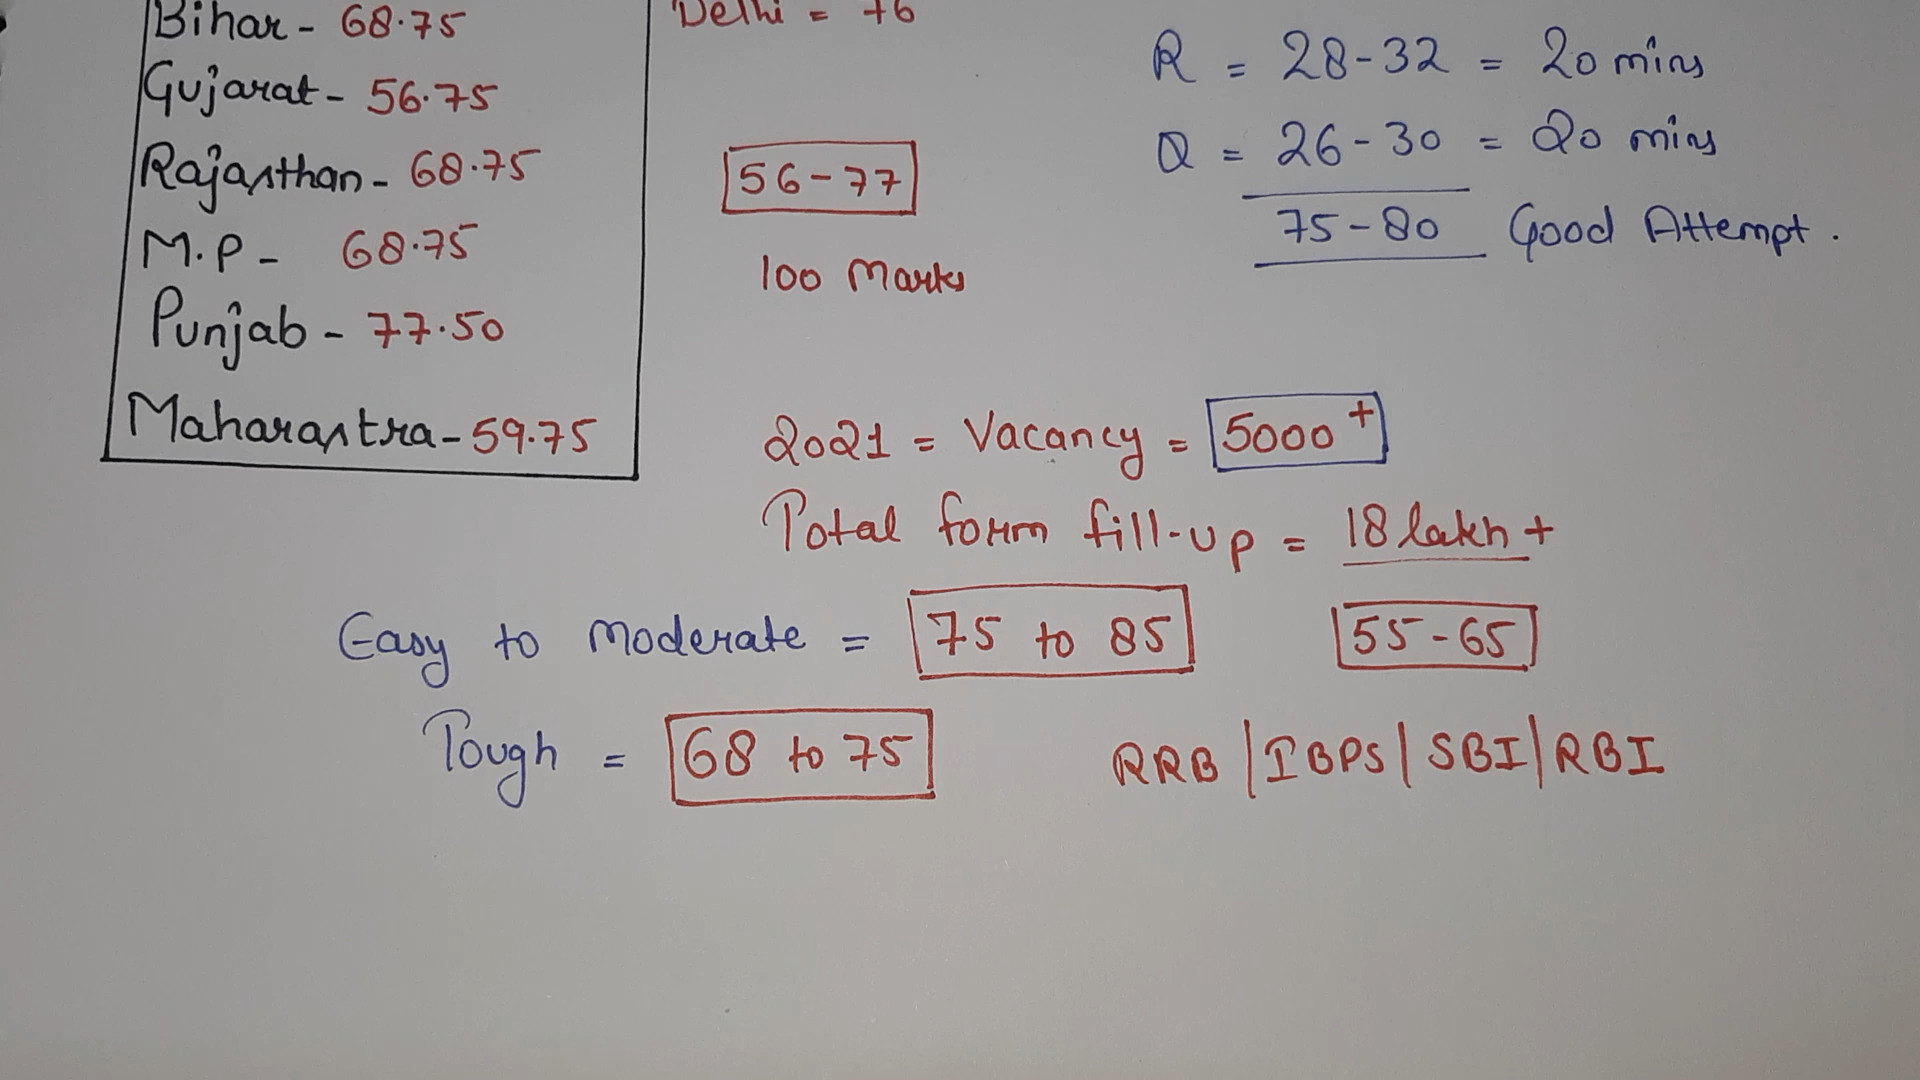 Bihar - 68.75
Gujarat - 56.75
Rajasthan - 68.75
M.P - 68.75
Punjab - 77.50
Maharastra - 59.75
Delhi = 76
56-77
100 Marks
R = 28-32 = 20 mins
Q = 26-30 = 20 mins
75-80 Good Attempt.
2021 = Vacancy = 5000+
Total form fill-up = 18 lakh +
Easy to Moderate = 75 to 85
55-65
Tough = 68 to 75
RRB | IBPS | SBI | RBI